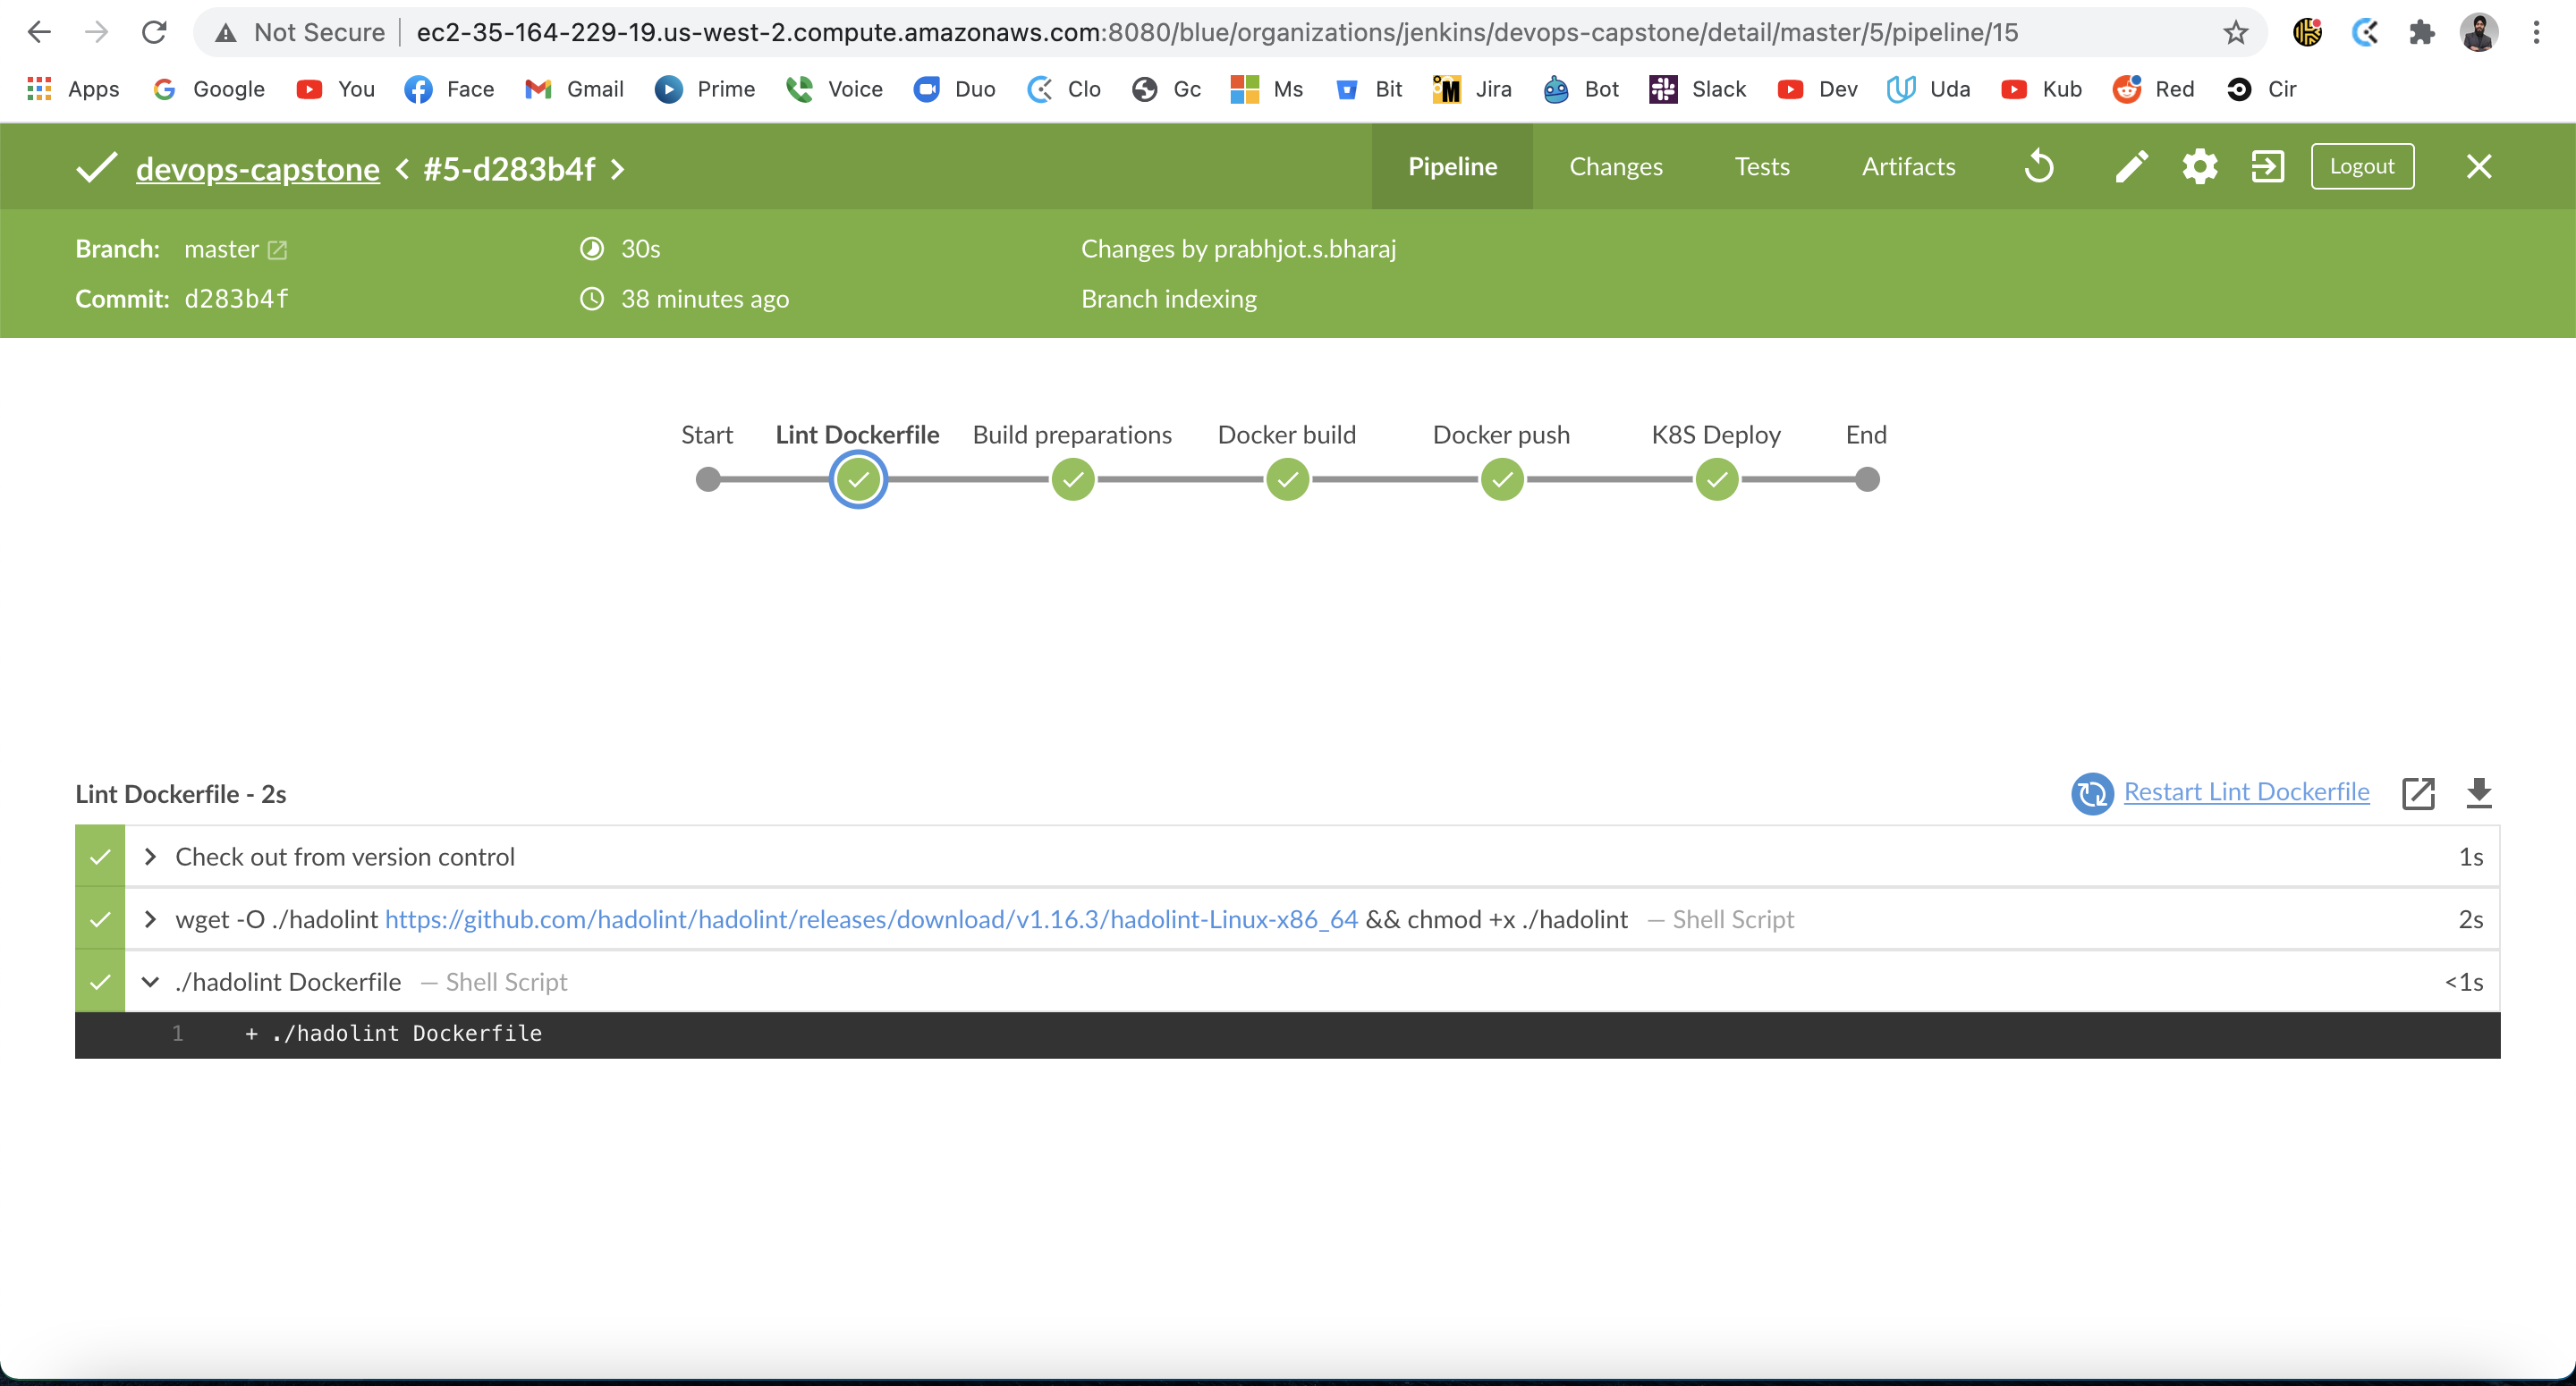 Not Secure | ec2-35-164-229-19.us-west-2.compute.amazonaws.com:8080/blue/organizations/jenkins/devops-capstone/detail/master/5/pipeline/15
Apps Google You Face Gmail Prime Voice Duo Clo Gc Ms Bit Jira Bot Slack Dev Uda Kub Red Cir
devops-capstone < #5-d283b4f > Pipeline Changes Tests Artifacts Logout
Branch: master 30s Changes by prabhjot.s.bharaj
Commit: d283b4f 38 minutes ago Branch indexing
Start Lint Dockerfile Build preparations Docker build Docker push K8S Deploy End
Lint Dockerfile - 2s Restart Lint Dockerfile
Check out from version control 1s
wget -O ./hadolint https://github.com/hadolint/hadolint/releases/download/v1.16.3/hadolint-Linux-x86_64 && chmod +x ./hadolint — Shell Script 2s
./hadolint Dockerfile — Shell Script <1s
1 + ./hadolint Dockerfile